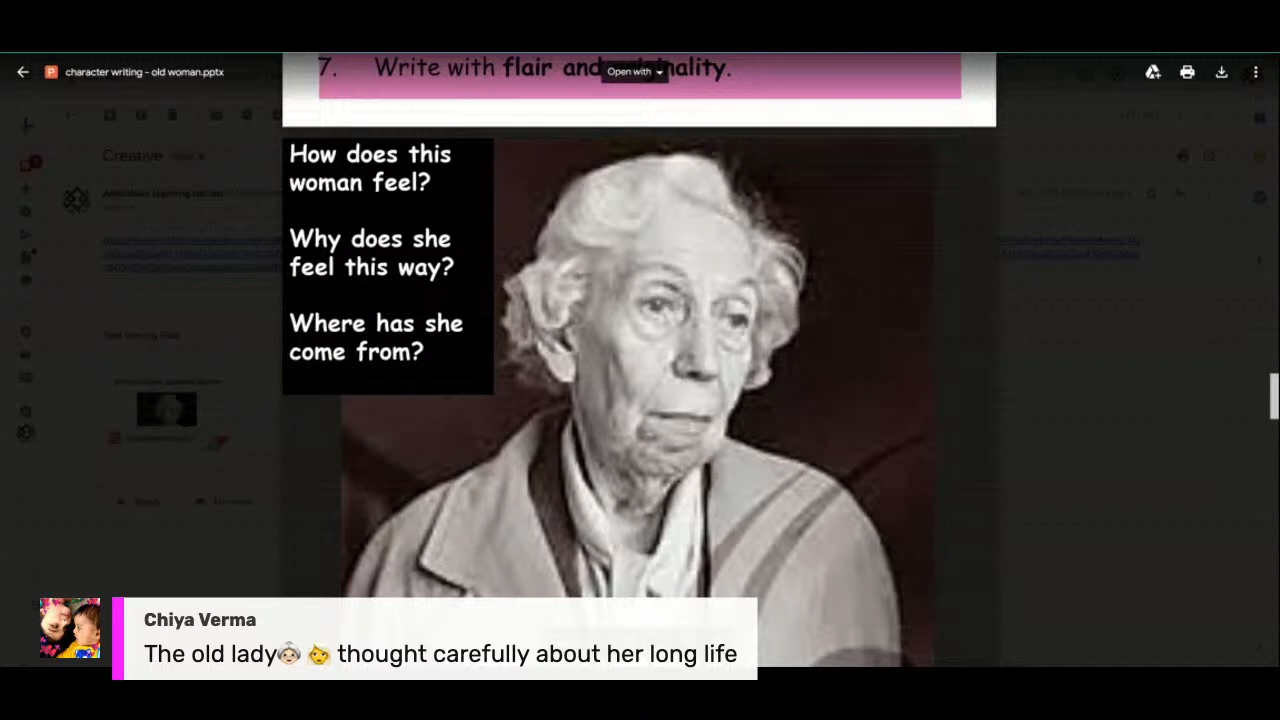 character writing - old woman.pptx
7. Write with flair and
Open with
How does this
woman feel?
Why does she
feel this way?
Where has she
come from?
Creative
Chiya Verma
The old lady👵🏻👩 thought carefully about her long life